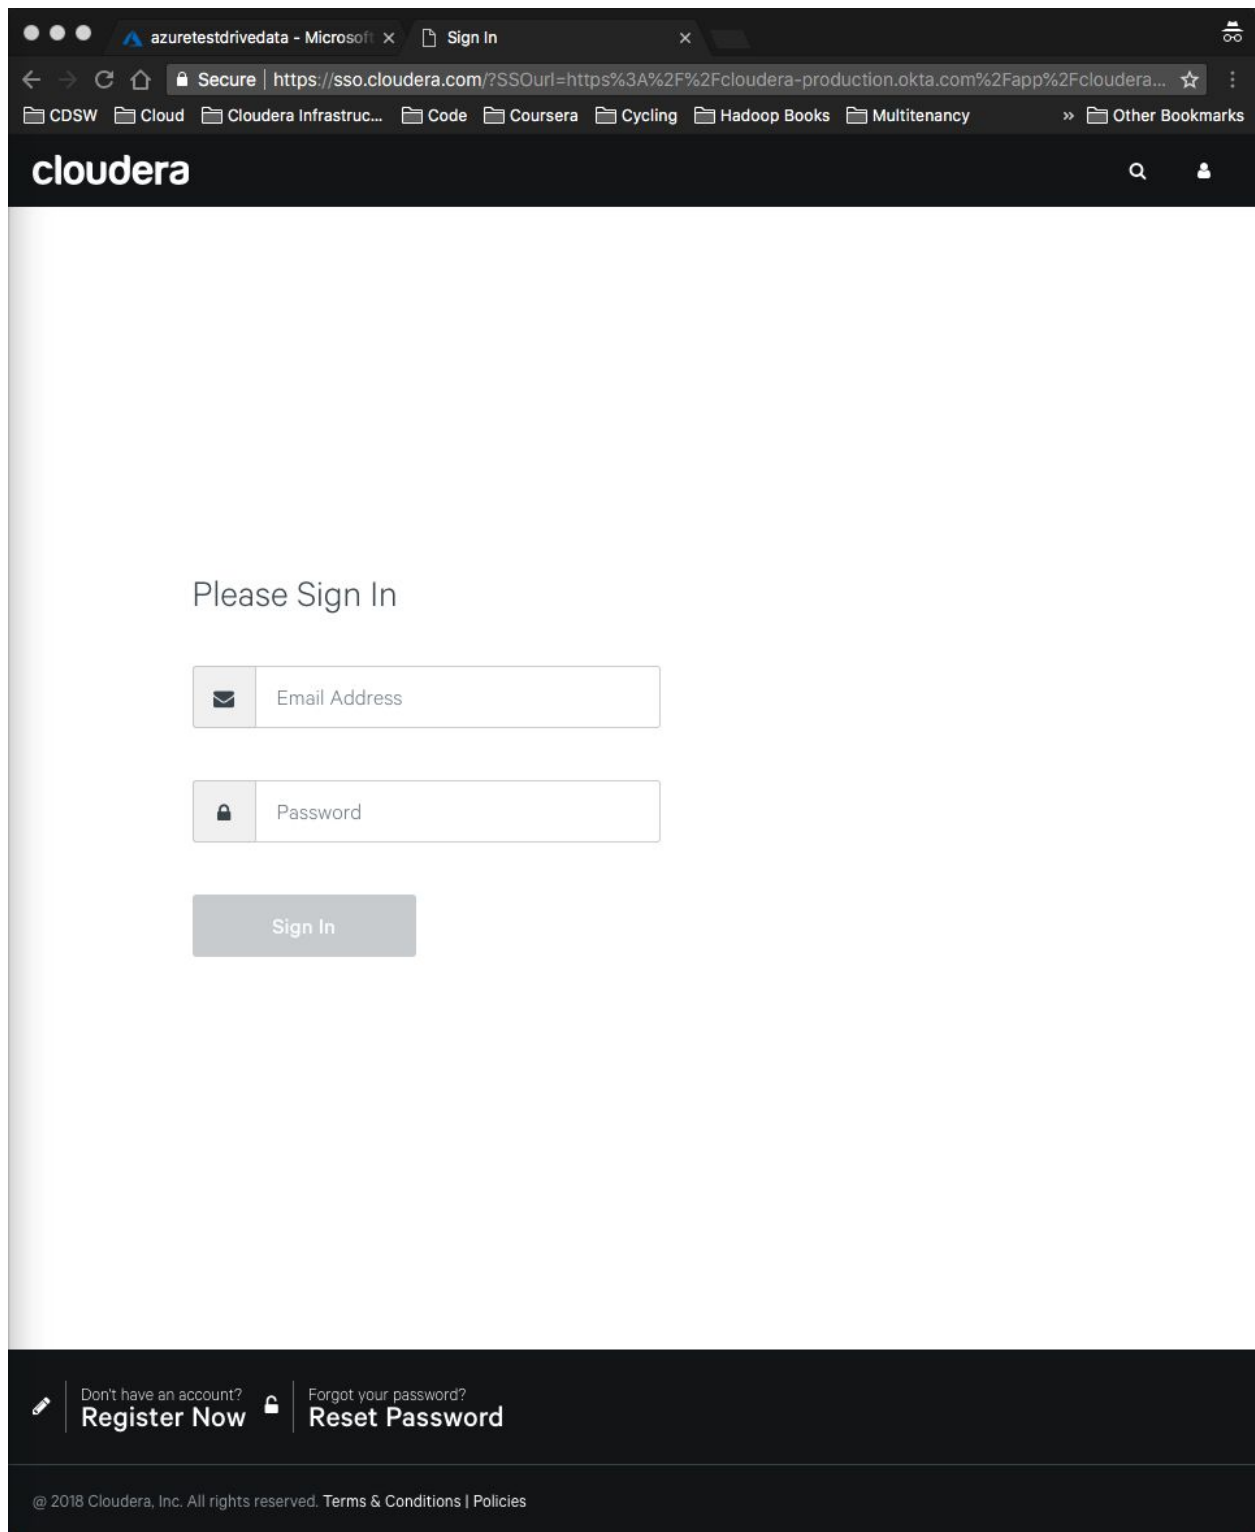 azuretestdrivedata - Microsoft Sign In
Secure | https://sso.cloudera.com/?SSOurl=https%3A%2F%2Fcloudera-production.okta.com%2Fapp%2Fcloudera...
CDSW Cloud Cloudera Infrastruc... Code Coursera Cycling Hadoop Books Multitenancy » Other Bookmarks
cloudera
Please Sign In
Email Address
Password
Sign In
Don't have an account? Forgot your password?
Register Now Reset Password
@ 2018 Cloudera, Inc. All rights reserved. Terms & Conditions | Policies